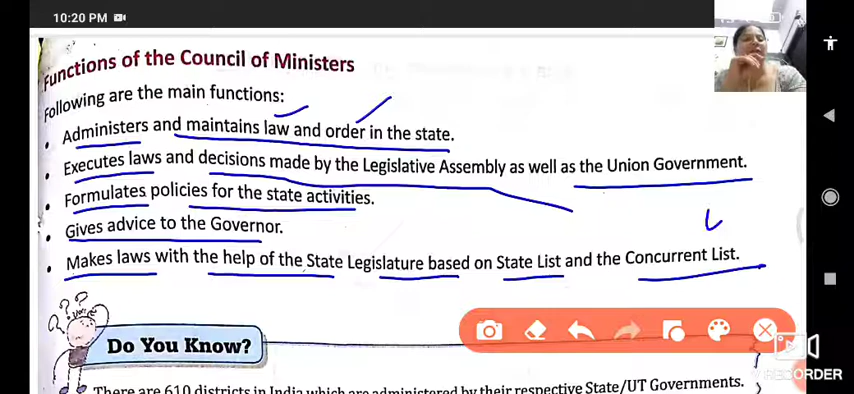 10:20 PM
Functions of the Council of Ministers
Following are the main functions:
• Administers and maintains law and order in the state.
• Executes laws and decisions made by the Legislative Assembly as well as the Union Government.
• Formulates policies for the state activities.
• Gives advice to the Governor.
• Makes laws with the help of the State Legislature based on State List and the Concurrent List.
? ? ?
Do You Know?
There are 610 districts in India which are administered by their respective State/UT Governments.
RECORDER